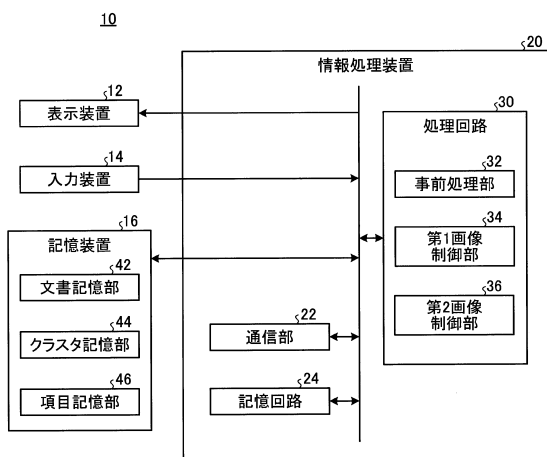 10
20
情報処理装置
12
表示装置
14
入力装置
16
記憶装置
42
文書記憶部
44
クラスタ記憶部
46
項目記憶部
22
通信部
24
記憶回路
30
処理回路
32
事前処理部
34
第1画像
制御部
36
第2画像
制御部